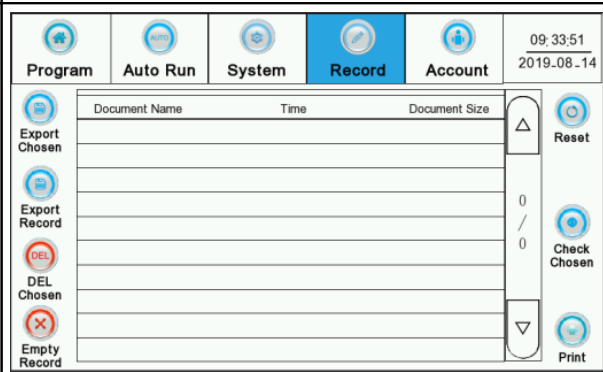 Program
AUTO
Auto Run
System
Record
Account
09:33:51
2019-08-14
Export
Chosen
Export
Record
DEL
DEL
Chosen
Empty
Record
Document Name Time Document Size
0
/
0
Reset
Check
Chosen
Print